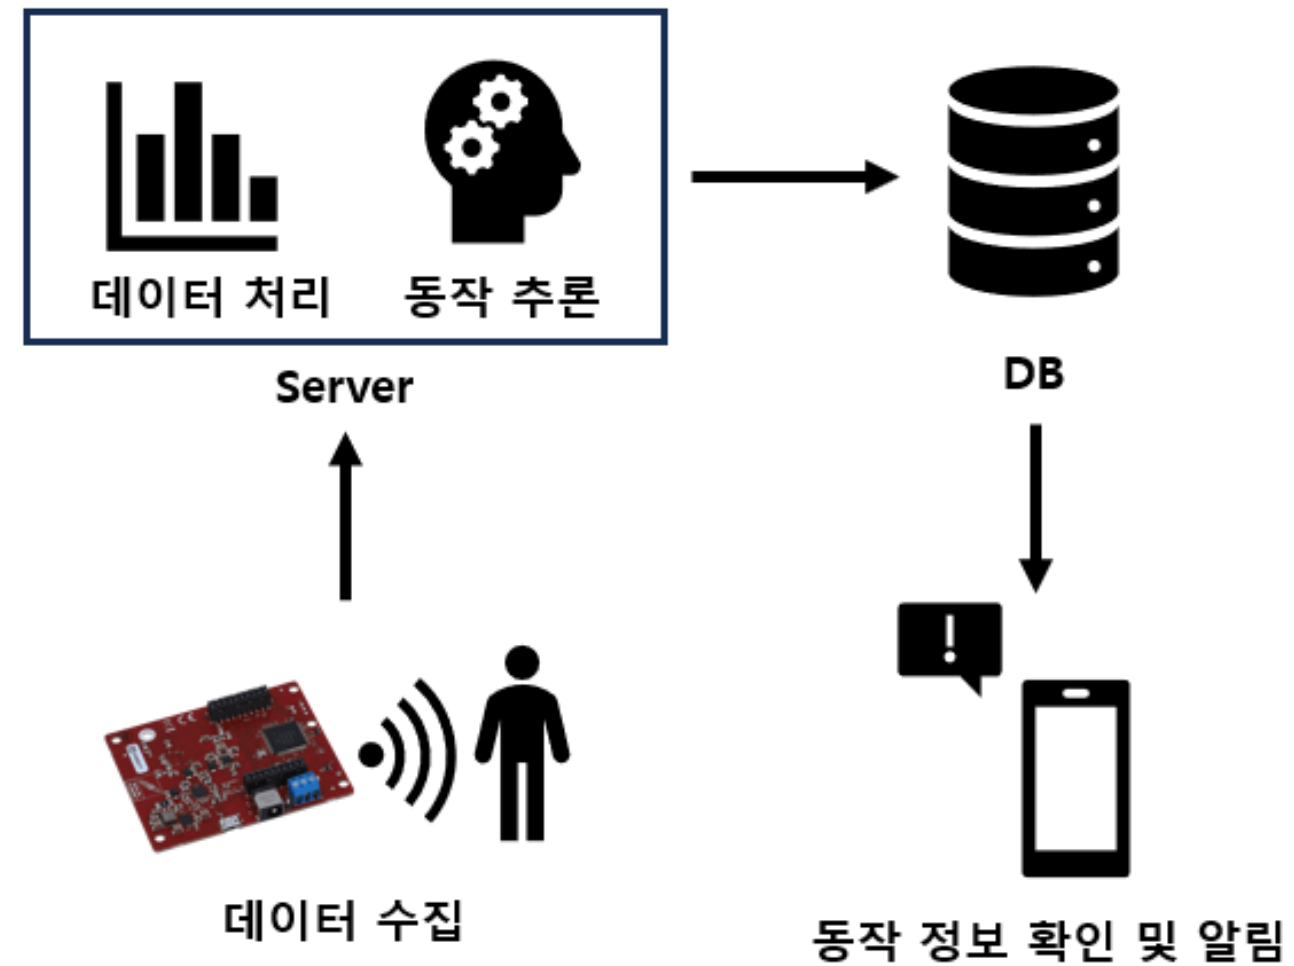 데이터 처리
동작 추론
Server
DB
데이터 수집
동작 정보 확인 및 알림